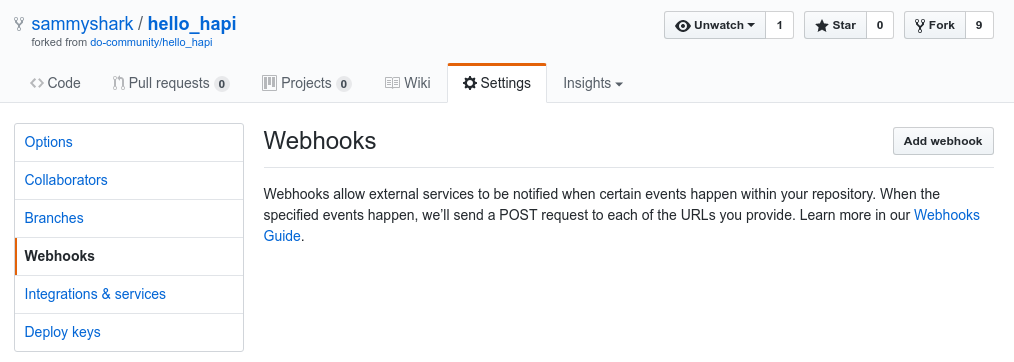 sammyshark / hello_hapi
forked from do-community/hello_hapi
Unwatch 1 Star 0 Fork 9
Code Pull requests 0 Projects 0 Wiki Settings Insights
Options
Collaborators
Branches
Webhooks
Integrations & services
Deploy keys
Webhooks
Add webhook
Webhooks allow external services to be notified when certain events happen within your repository. When the
specified events happen, we’ll send a POST request to each of the URLs you provide. Learn more in our Webhooks
Guide.